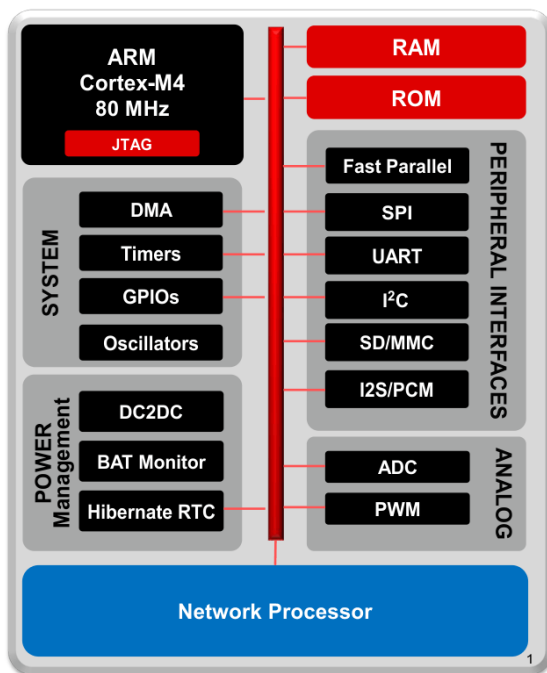 ARM
Cortex-M4
80 MHz
JTAG
RAM
ROM
SYSTEM
DMA
Timers
GPIOs
Oscillators
PERIPHERAL INTERFACES
Fast Parallel
SPI
UART
I²C
SD/MMC
I2S/PCM
POWER
Management
DC2DC
BAT Monitor
Hibernate RTC
ANALOG
ADC
PWM
Network Processor
1